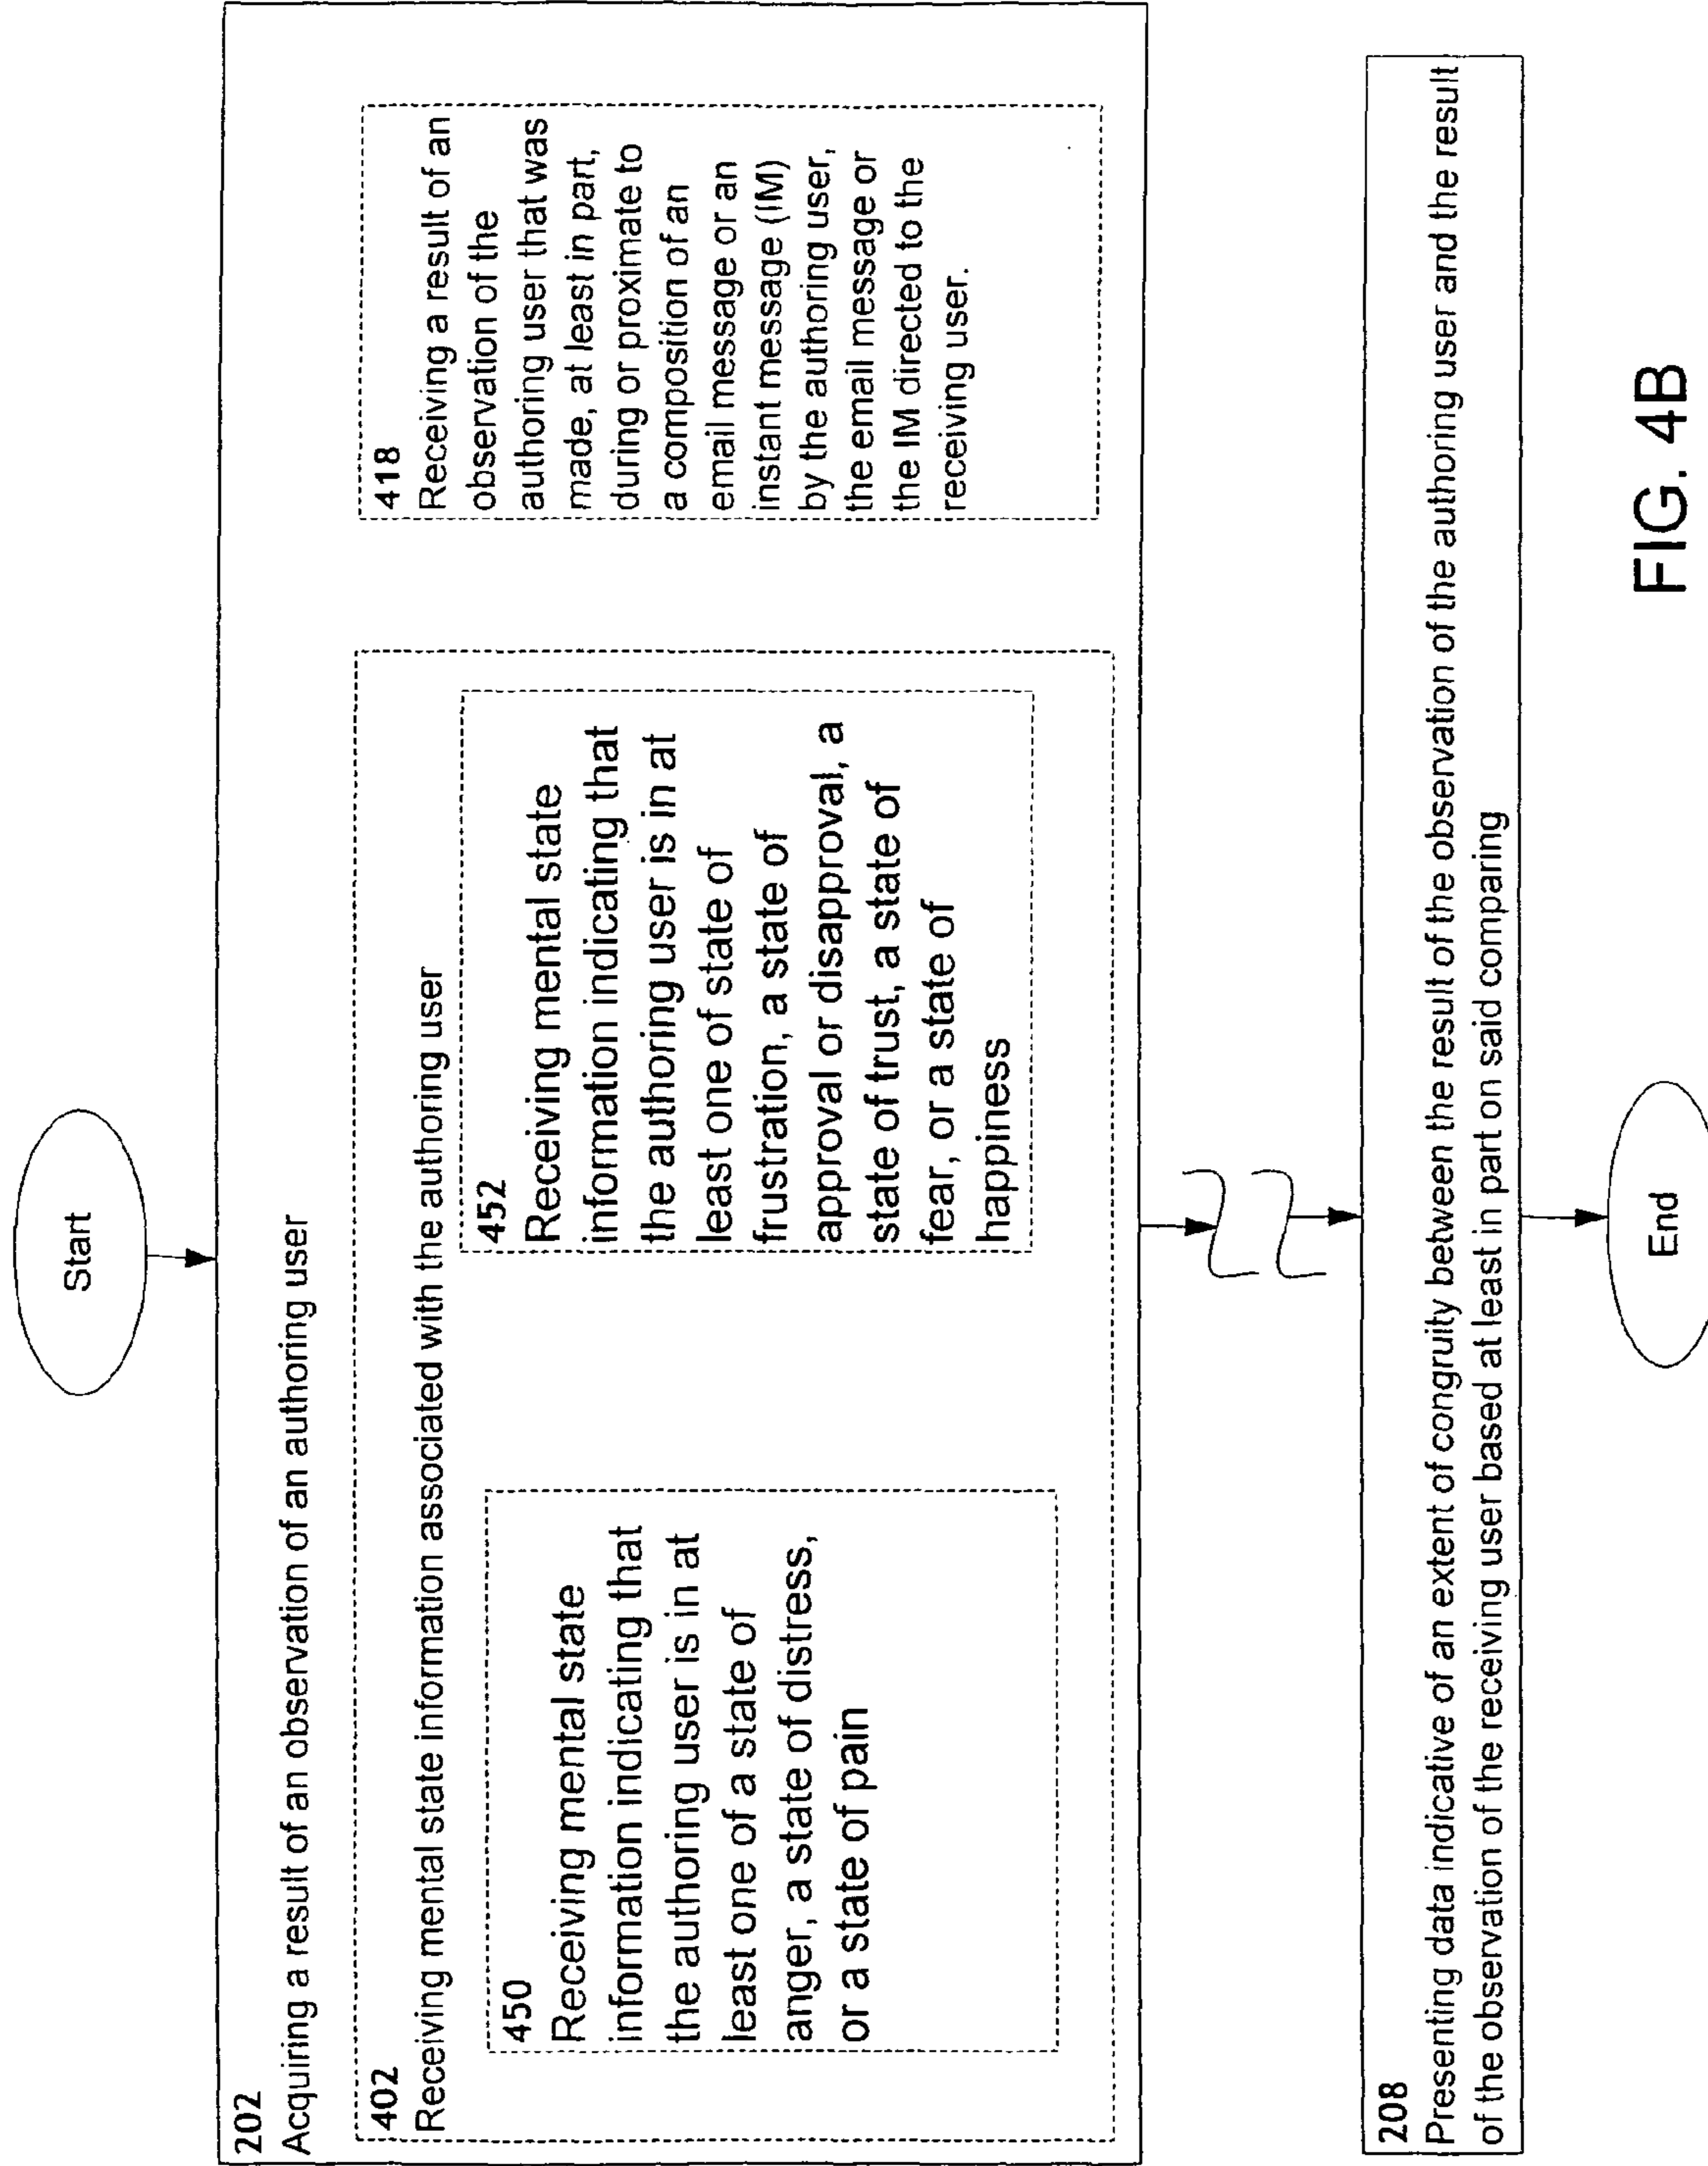 Start
202
Acquiring a result of an observation of an authoring user
402
Receiving mental state information associated with the authoring user
450
Receiving mental state
information indicating that
the authoring user is in at
least one of a state of
anger, a state of distress,
or a state of pain
452
Receiving mental state
information indicating that
the authoring user is in at
least one of state of
frustration, a state of
approval or disapproval, a
state of trust, a state of
fear, or a state of
happiness
418
Receiving a result of an
observation of the
authoring user that was
made, at least in part,
during or proximate to
a composition of an
email message or an
instant message (IM)
by the authoring user,
the email message or
the IM directed to the
receiving user.
208
Presenting data indicative of an extent of congruity between the result of the observation of the authoring user and the result
of the observation of the receiving user based at least in part on said comparing
End
FIG. 4B